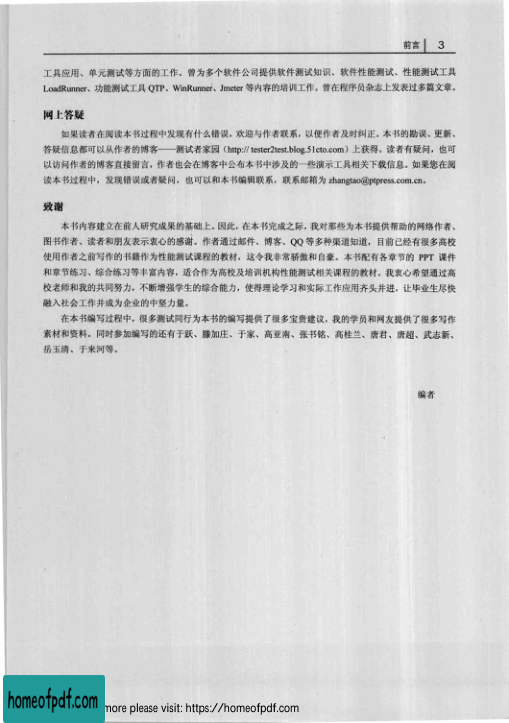 前言 3
工具应用、单元测试等方面的工作。曾为多个软件公司提供软件测试知识、软件性能测试、性能测试工具
LoadRunner、功能测试工具 QTP、WinRunner、Jmeter 等内容的培训工作。曾在程序员杂志上发表过多篇文章。
网上答疑
如果读者在阅读本书过程中发现有什么错误，欢迎与作者联系，以便作者及时纠正。本书的勘误、更新、
答疑信息都可以从作者的博客——测试者家园（http:// tester2test.blog.51cto.com）上获得。读者有疑问，也可
以访问作者的博客直接留言，作者也会在博客中公布本书中涉及的一些演示工具相关下载信息。如果您在阅
读本书过程中，发现错误或者疑问，也可以和本书编辑联系，联系邮箱为 zhangtao@ptpress.com.cn。
致谢
本书内容建立在前人研究成果的基础上。因此，在本书完成之际，我对那些为本书提供帮助的网络作者、
图书作者、读者和朋友表示衷心的感谢。作者通过邮件、博客、QQ 等多种渠道知道，目前已经有很多高校
使用作者之前写作的书籍作为性能测试课程的教材，这令我非常骄傲和自豪。本书配有各章节的 PPT 课件
和章节练习、综合练习等丰富内容，适合作为高校及培训机构性能测试相关课程的教材。我衷心希望通过高
校老师和我的共同努力，不断增强学生的综合能力，使得理论学习和实际工作应用齐头并进，让毕业生尽快
融入社会工作并成为企业的中坚力量。
在本书编写过程中，很多测试同行为本书的编写提供了很多宝贵建议，我的学员和网友提供了很多写作
素材和资料。同时参加编写的还有于跃、滕加庄、于家、高亚南、张书铭、高桂兰、唐君、唐超、武志新、
岳玉清、于来河等。
编者
homeofpdf.com
more please visit: https://homeofpdf.com